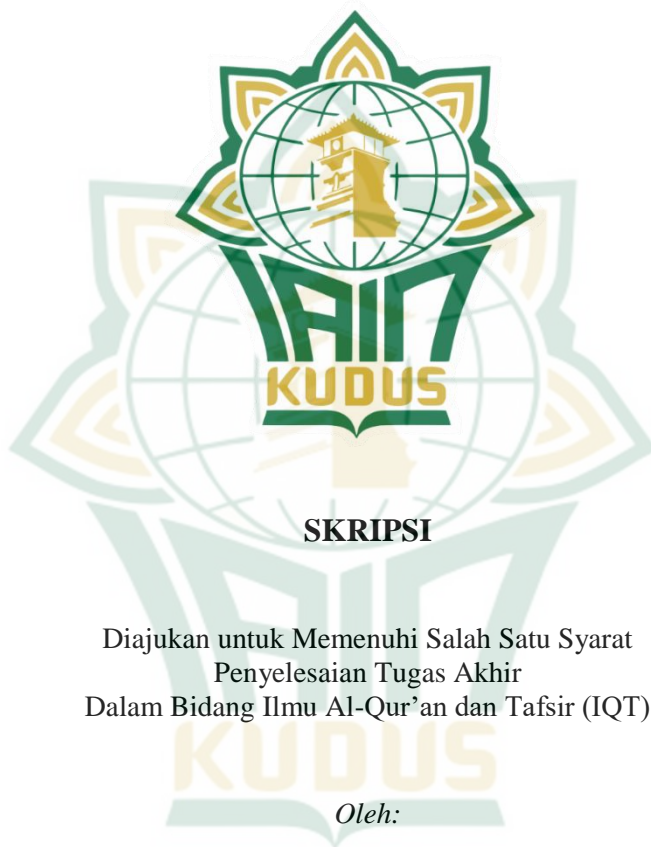 IAIN
KUDUS
SKRIPSI
Diajukan untuk Memenuhi Salah Satu Syarat
Penyelesaian Tugas Akhir
Dalam Bidang Ilmu Al-Qur’an dan Tafsir (IQT)
KUDUS
Oleh: